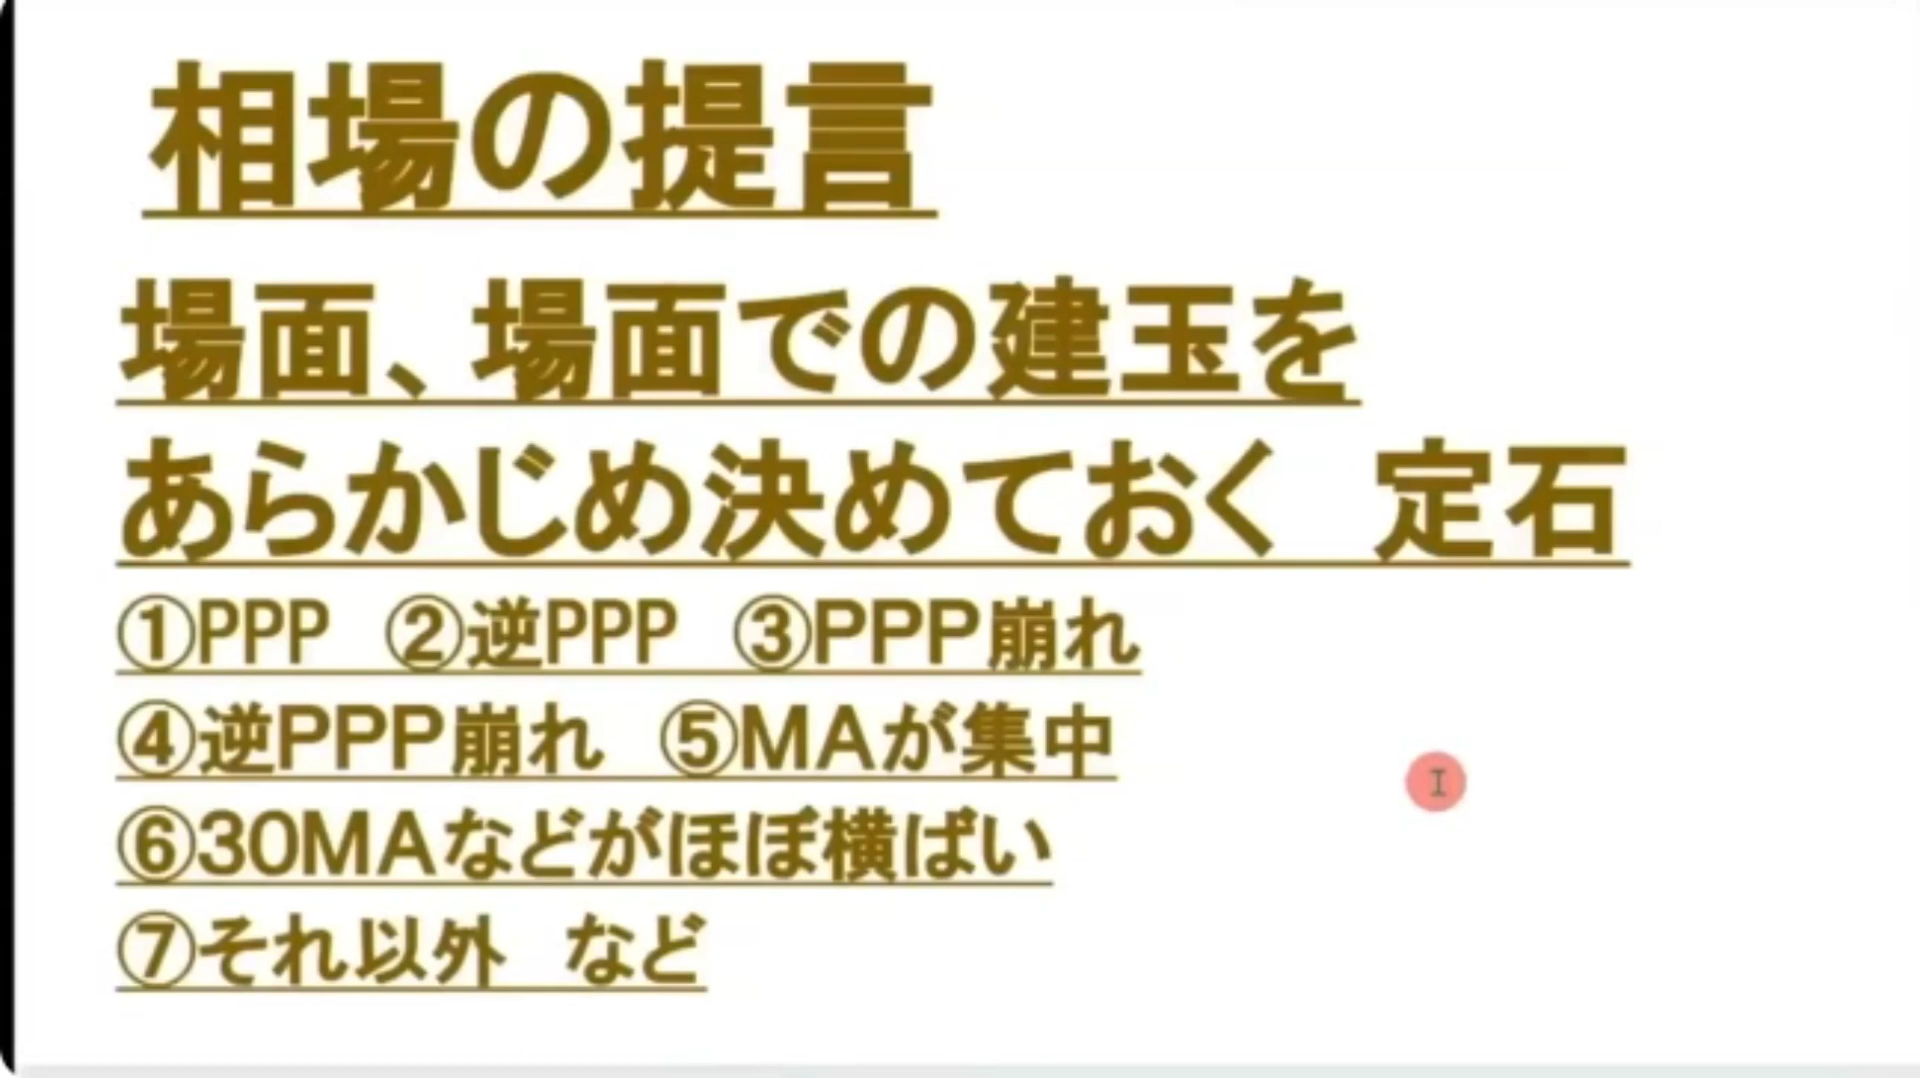 相場の提言
場面、場面での建玉を
あらかじめ決めておく　定石
①PPP　②逆PPP　③PPP崩れ
④逆PPP崩れ　⑤MAが集中
⑥30MAなどがほぼ横ばい
⑦それ以外　など